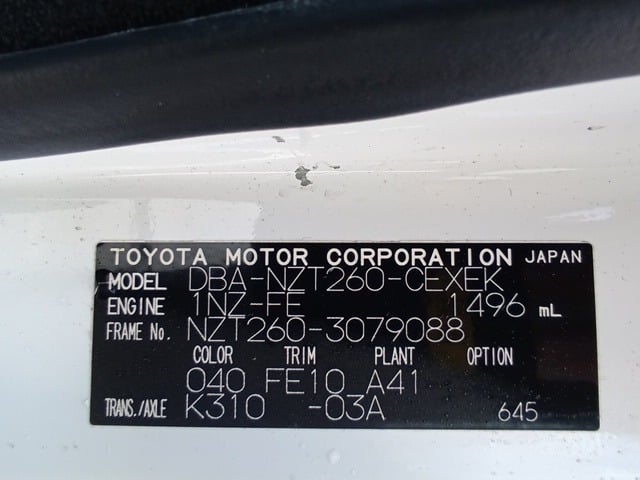 TOYOTA MOTOR CORPORATION JAPAN
MODEL DBA-NZT260-CEXEK
ENGINE 1NZ-FE 1496 mL
FRAME No. NZT260-3079088
COLOR TRIM PLANT OPTION
040 FE10 A41
TRANS./AXLE K310 -03A 645